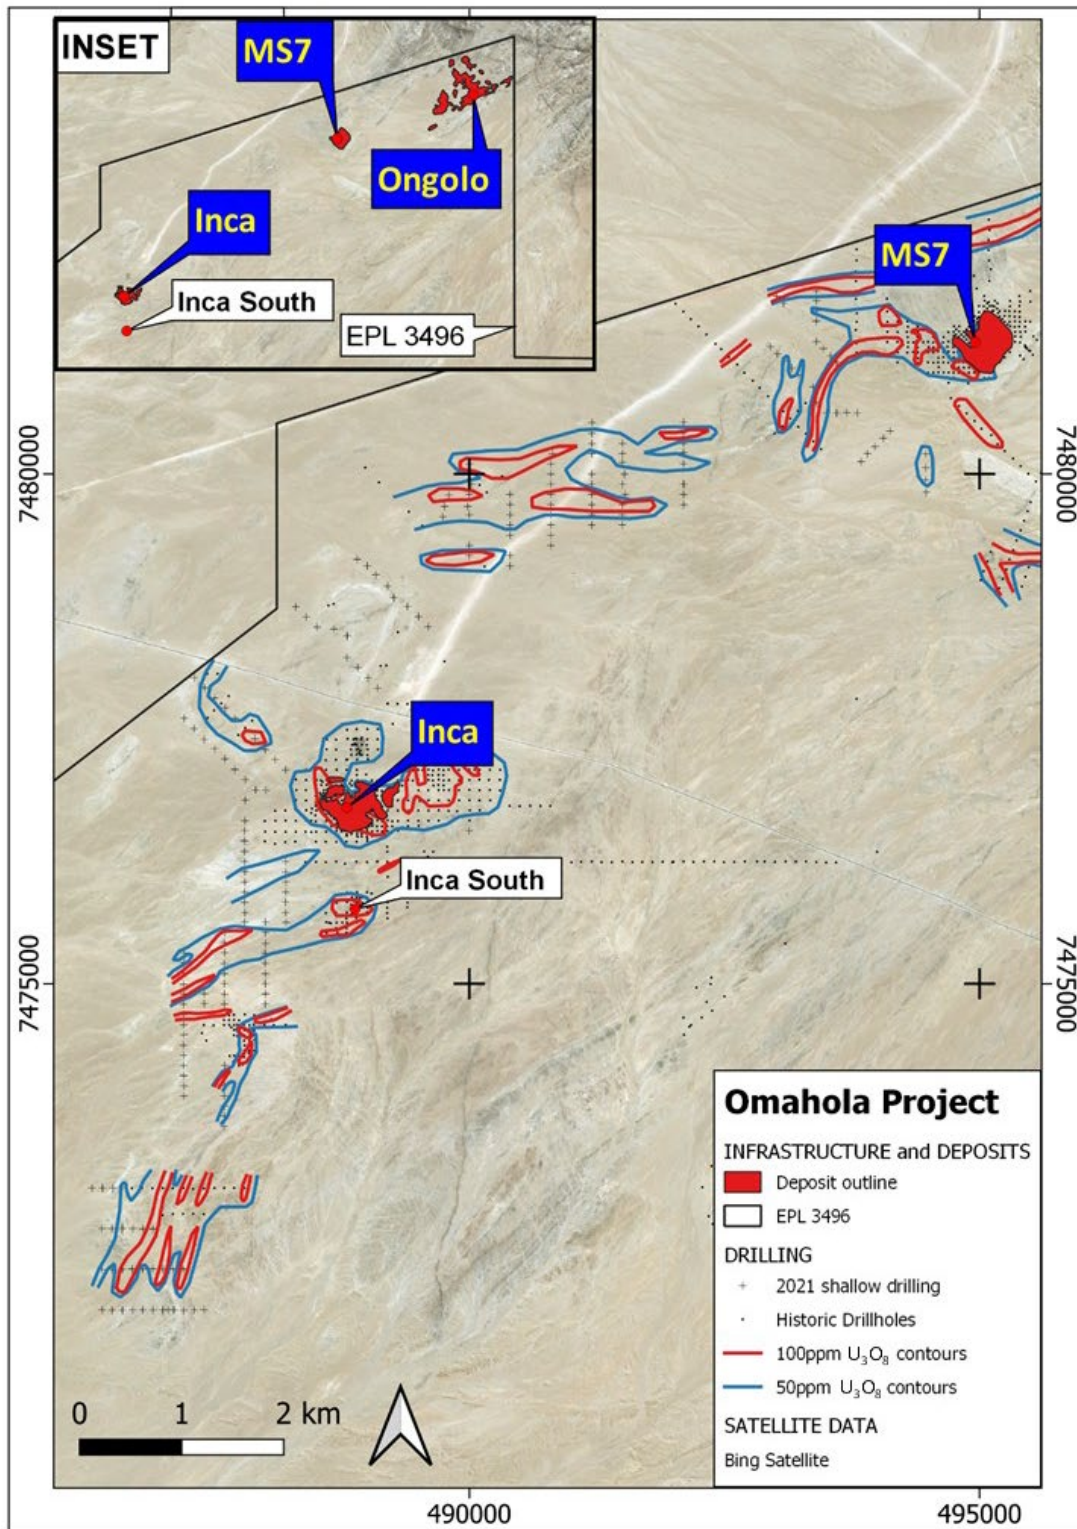 INSET
MS7
Ongolo
Inca
Inca South
EPL 3496
MS7
7480000
7480000
Inca
Inca South
7475000
7475000
Omahola Project
INFRASTRUCTURE and DEPOSITS
Deposit outline
EPL 3496
DRILLING
2021 shallow drilling
Historic Drillholes
100ppm U₃O₈ contours
50ppm U₃O₈ contours
SATELLITE DATA
Bing Satellite
0 1 2 km
490000
495000